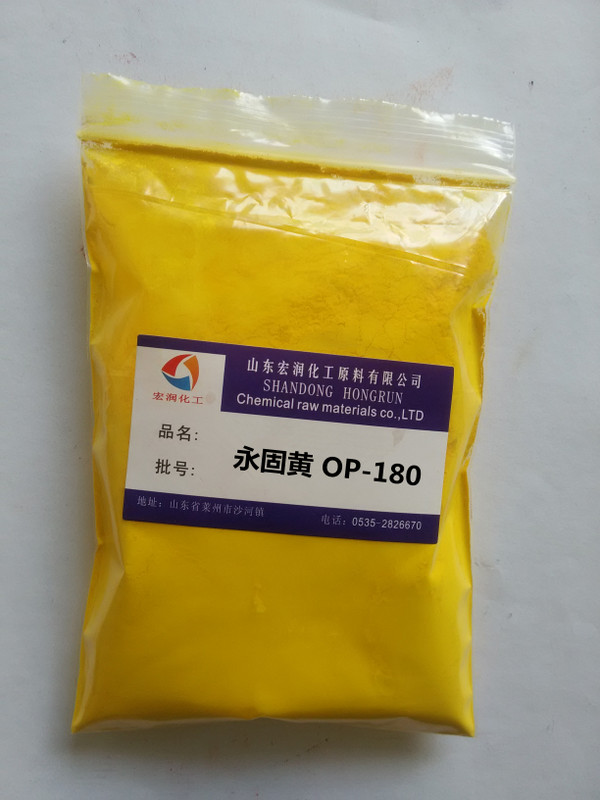 山东宏润化工原料有限公司
SHANDONG HONGRUN
Chemical raw materials co.,LTD
宏润化工
品名:
永固黄 OP-180
批号:
地址：山东省莱州市沙河镇
电话：0535-2826670